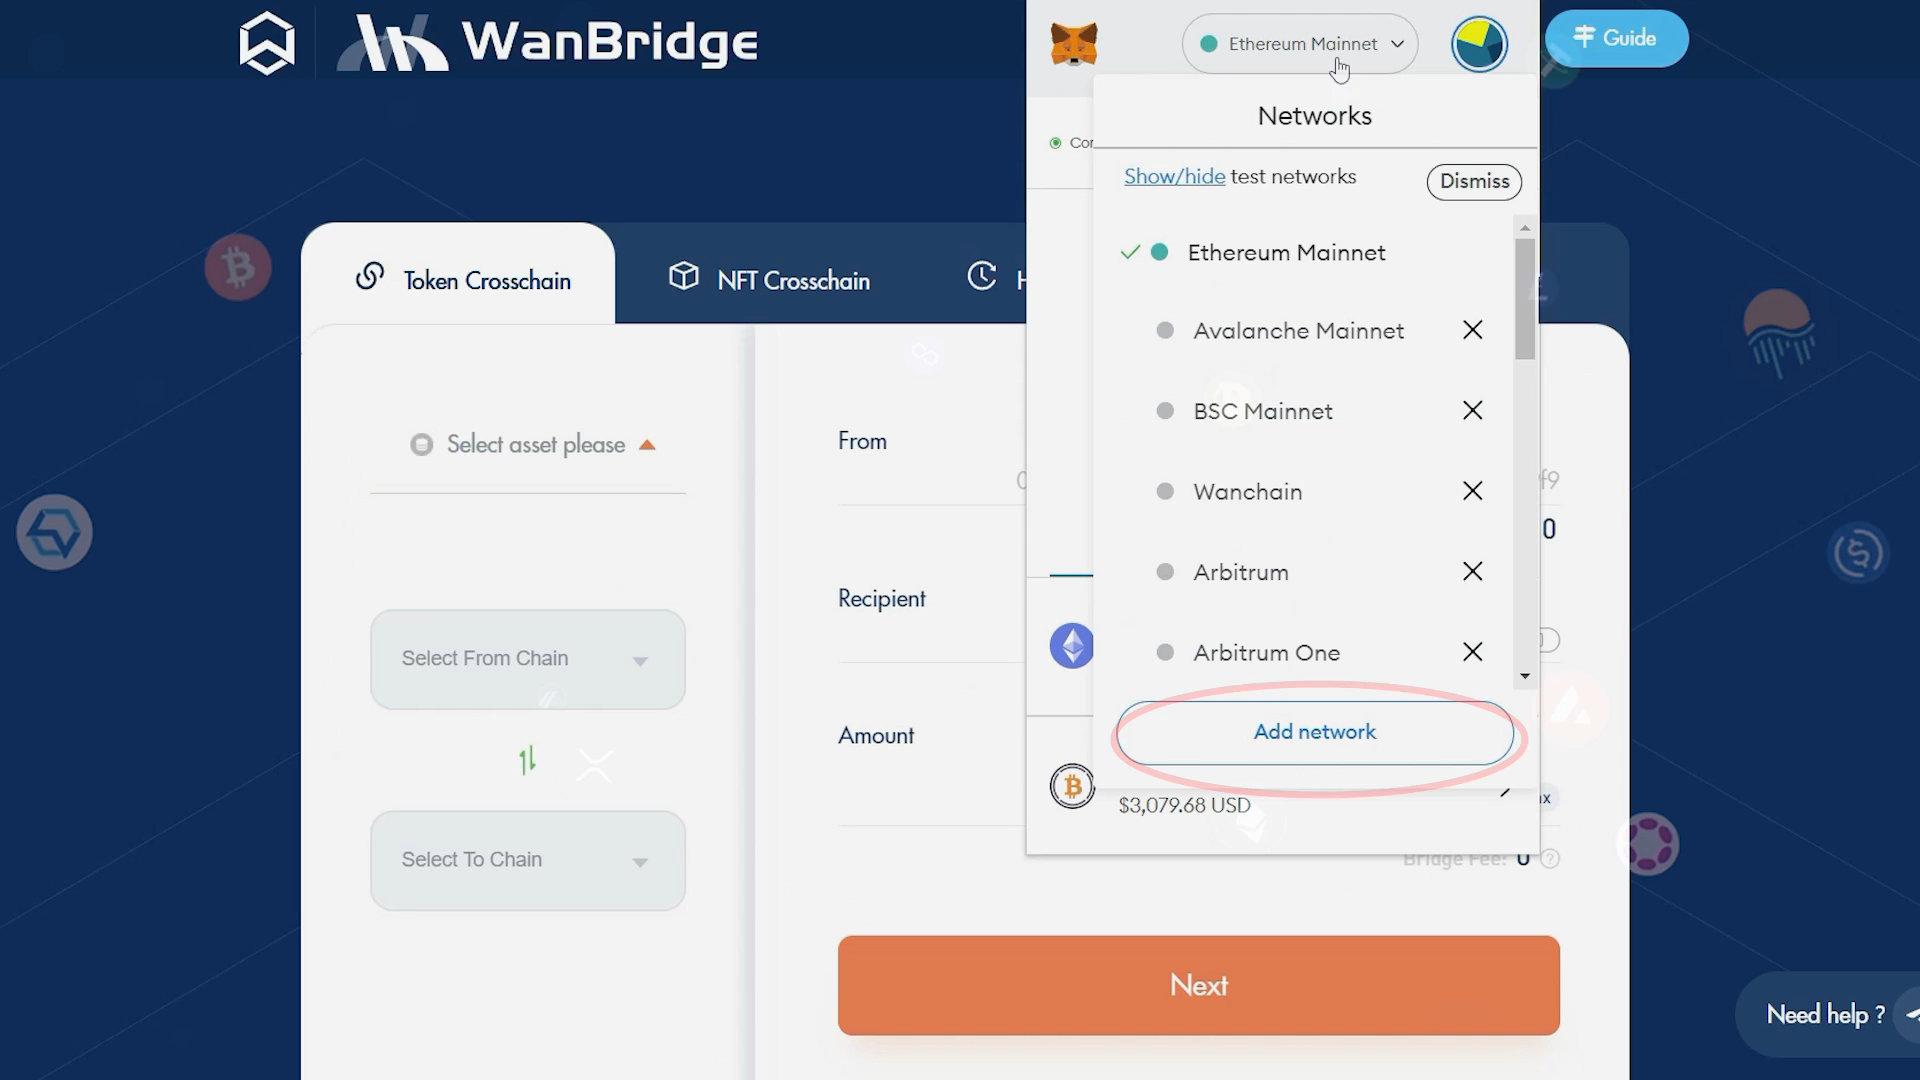 WanBridge
Ethereum Mainnet
Guide
Networks
Show/hide test networks
Dismiss
Token Crosschain
NFT Crosschain
Ethereum Mainnet
Avalanche Mainnet
BSC Mainnet
Wanchain
Arbitrum
Arbitrum One
Add network
Select asset please
From
0
Recipient
Select From Chain
Amount
$3,079.68 USD
Select To Chain
Bridge Fee: 0
Next
Need help ?